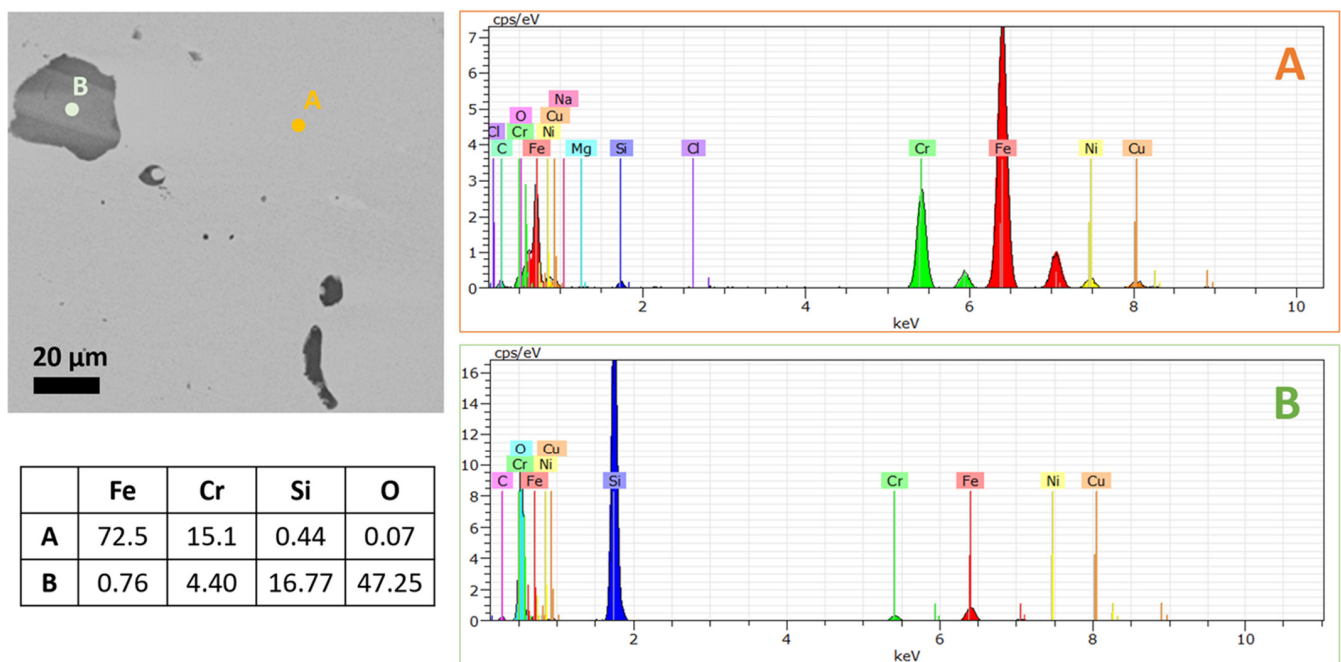 B
A
20 µm
Fe Cr Si O
A 72.5 15.1 0.44 0.07
B 0.76 4.40 16.77 47.25
cps/eV
A
7
6
5
4
3
2
1
0
Na
O Cu
Cl Cr Ni
C Fe Mg Si Cl Cr Fe Ni Cu
2 4 6 8 10
keV
cps/eV
B
16
14
12
10
8
6
4
2
0
O Cu
Cr Ni
C Fe Si Cr Fe Ni Cu
2 4 6 8 10
keV